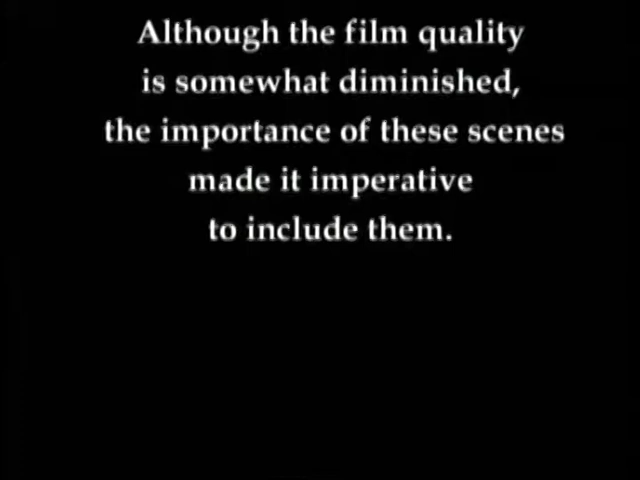 Although the film quality
is somewhat diminished,
the importance of these scenes
made it imperative
to include them.